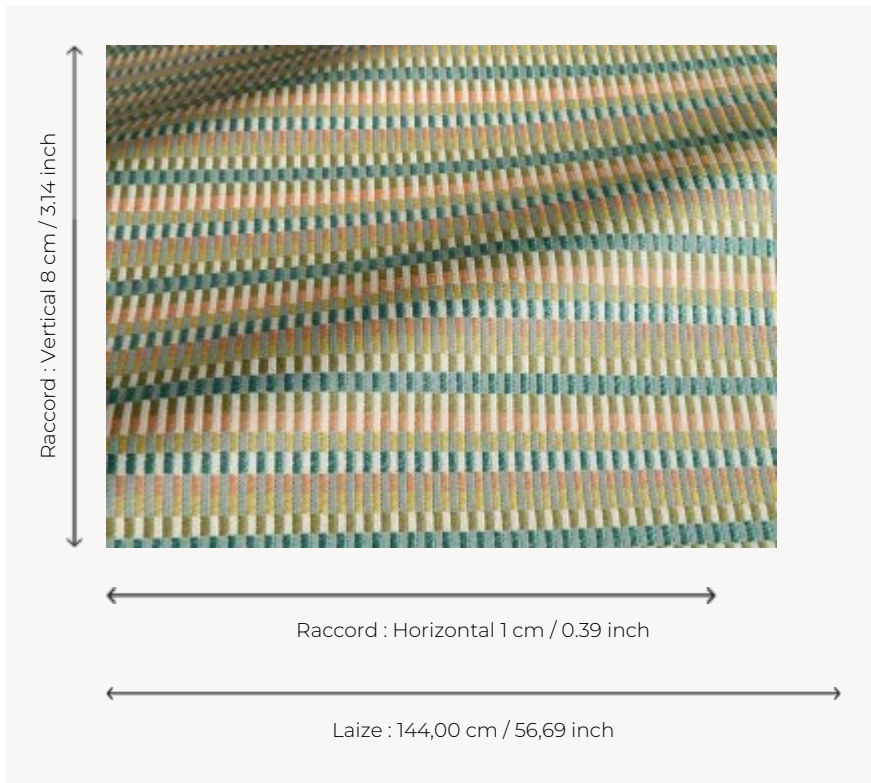 Raccord : Vertical 8 cm / 3.14 inch
Raccord : Horizontal 1 cm / 0.39 inch
Laize : 144,00 cm / 56,69 inch